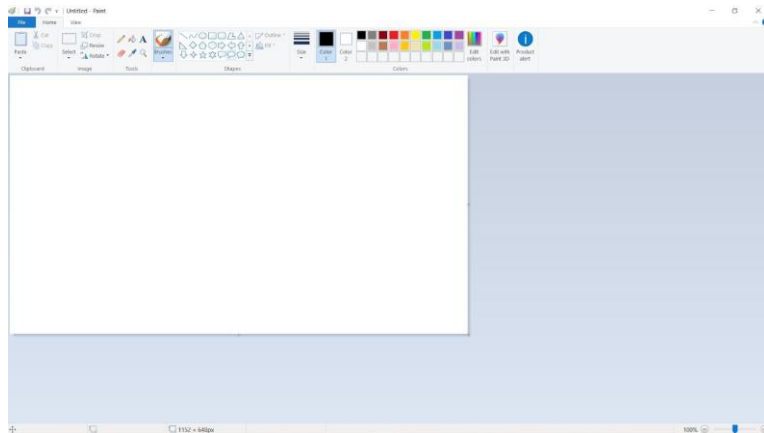 Untitled - Paint
File Home View
Cut Crop Outline
Copy Resize Fill
Paste Select Rotate Brushes Size Color 1 Color 2 Edit colors Edit with Paint 3D Product alert
Clipboard Image Tools Shapes Colors
1152 × 648px 100%